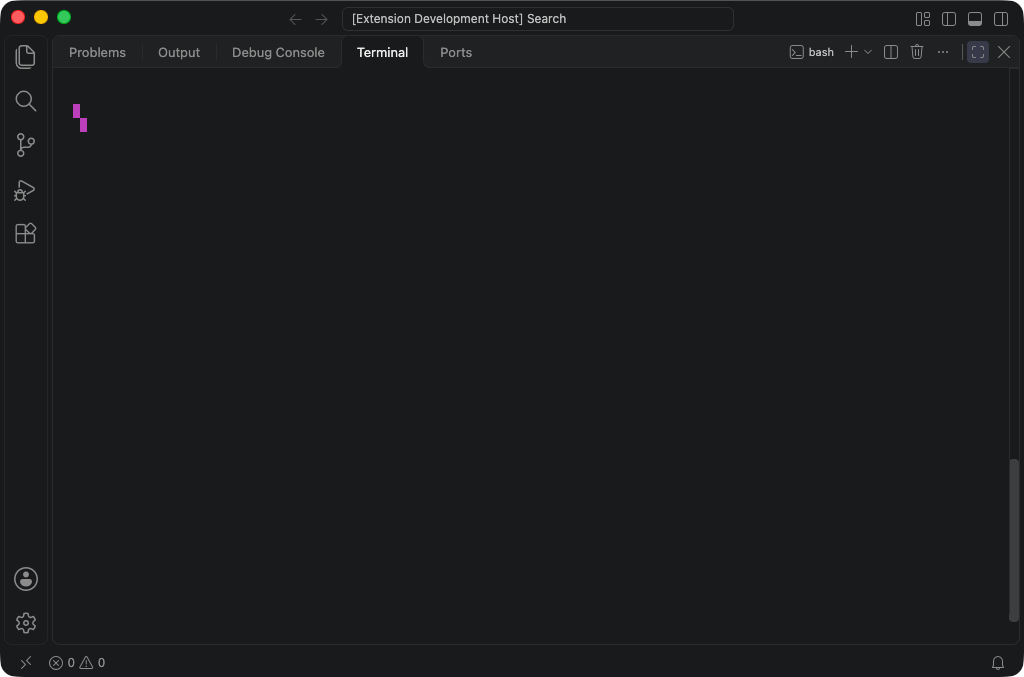 [Extension Development Host] Search
Problems
Output
Debug Console
Terminal
Ports
bash
0
0